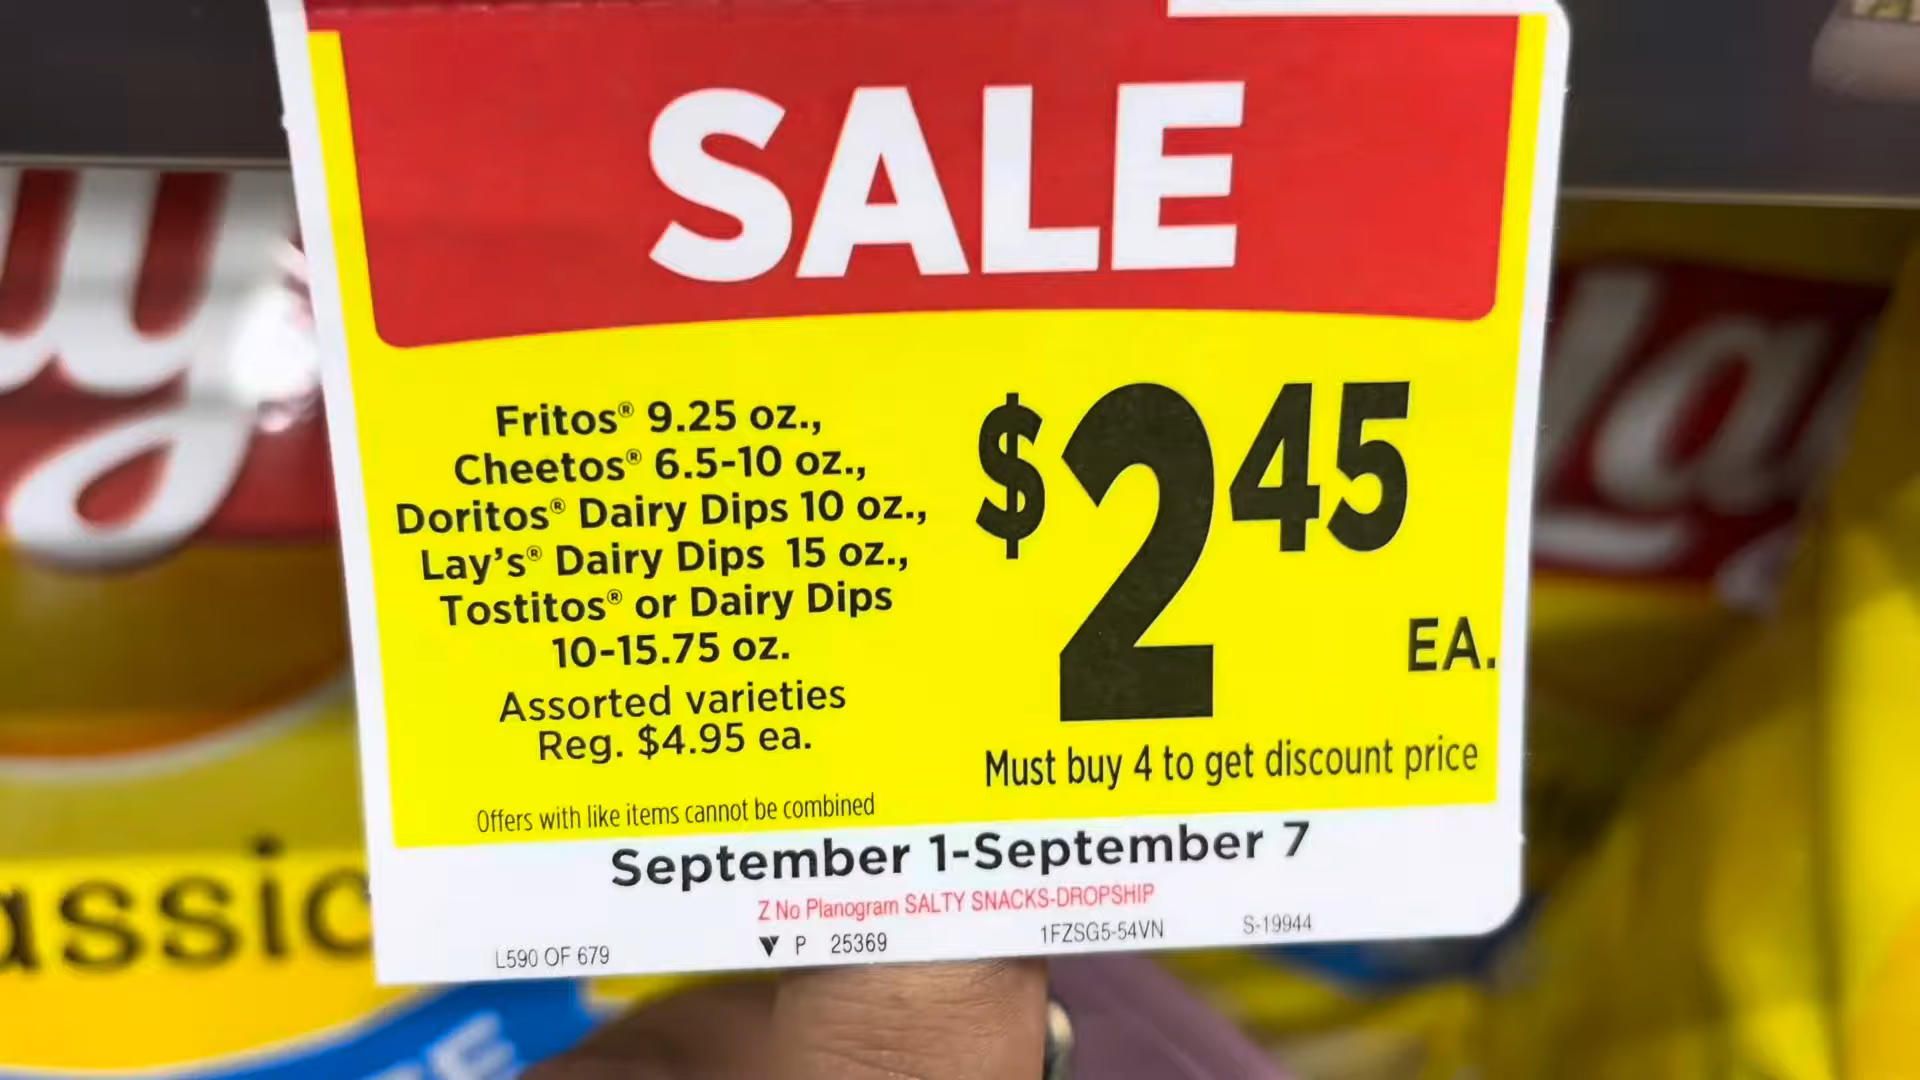 SALE
Fritos® 9.25 oz.,
Cheetos® 6.5-10 oz.,
Doritos® Dairy Dips 10 oz.,
Lay's® Dairy Dips 15 oz.,
Tostitos® or Dairy Dips
10-15.75 oz.
Assorted varieties
Reg. $4.95 ea.
$2 45
EA.
Must buy 4 to get discount price
Offers with like items cannot be combined
September 1-September 7
Z No Planogram SALTY SNACKS-DROPSHIP
L590 OF 679
P 25369
1FZSG5-54VN
S-19944
assic